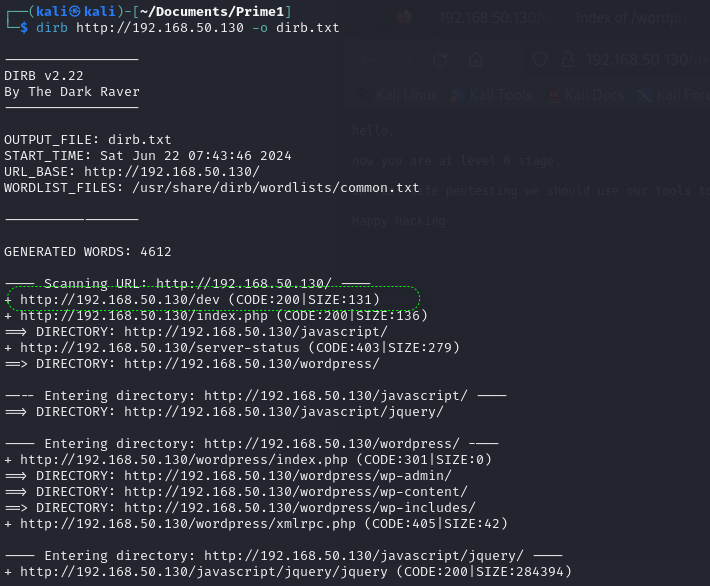 ┌──(kali㉿kali)-[~/Documents/Prime1]
└─$ dirb http://192.168.50.130 -o dirb.txt
-----------------
DIRB v2.22
By The Dark Raver
-----------------
OUTPUT_FILE: dirb.txt
START_TIME: Sat Jun 22 07:43:46 2024
URL_BASE: http://192.168.50.130/
WORDLIST_FILES: /usr/share/dirb/wordlists/common.txt
-----------------
GENERATED WORDS: 4612
---- Scanning URL: http://192.168.50.130/ ----
+ http://192.168.50.130/dev (CODE:200|SIZE:131)
+ http://192.168.50.130/index.php (CODE:200|SIZE:136)
==> DIRECTORY: http://192.168.50.130/javascript/
+ http://192.168.50.130/server-status (CODE:403|SIZE:279)
==> DIRECTORY: http://192.168.50.130/wordpress/
---- Entering directory: http://192.168.50.130/javascript/ ----
==> DIRECTORY: http://192.168.50.130/javascript/jquery/
---- Entering directory: http://192.168.50.130/wordpress/ ----
+ http://192.168.50.130/wordpress/index.php (CODE:301|SIZE:0)
==> DIRECTORY: http://192.168.50.130/wordpress/wp-admin/
==> DIRECTORY: http://192.168.50.130/wordpress/wp-content/
==> DIRECTORY: http://192.168.50.130/wordpress/wp-includes/
+ http://192.168.50.130/wordpress/xmlrpc.php (CODE:405|SIZE:42)
---- Entering directory: http://192.168.50.130/javascript/jquery/ ----
+ http://192.168.50.130/javascript/jquery/jquery (CODE:200|SIZE:284394)
192.168.50.130/
Index of /wordp
192.168.50.130/
Kali Linux Kali Tools Kali Docs Kali
hello,
now you are at level 0 stage.
pentesting we should use our tools
Happy hacking